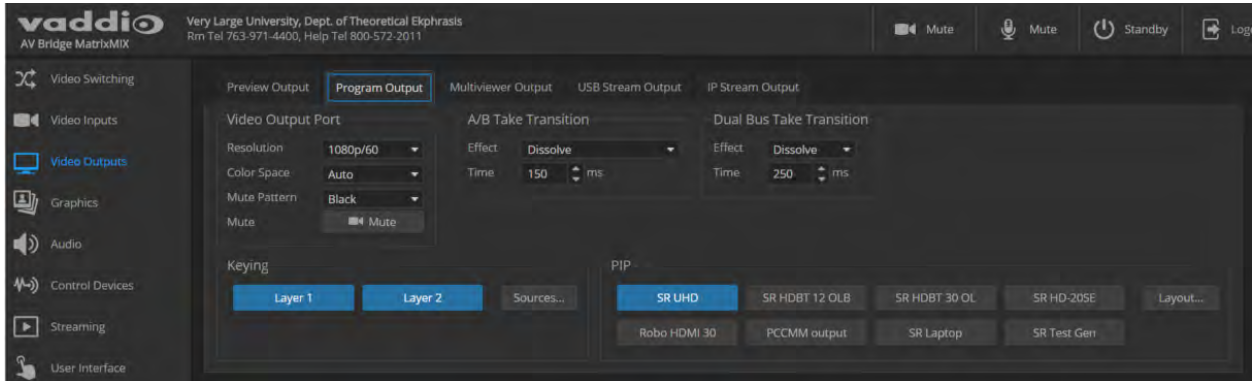 vaddio
AV Bridge MatrixMIX
Very Large University, Dept. of Theoretical Ekphrasis
Rm Tel 763-971-4400, Help Tel 800-572-2011
Mute
Mute
Standby
Video Switching
Video Inputs
Video Outputs
Graphics
Audio
Control Devices
Streaming
User Interface
Preview Output
Program Output
Multiviewer Output
USB Stream Output
IP Stream Output
Video Output Port
Resolution 1080p/60
Color Space Auto
Mute Pattern Black
Mute Mute
A/B Take Transition
Effect Dissolve
Time 150 ms
Dual Bus Take Transition
Effect Dissolve
Time 250 ms
Keying
Layer 1
Layer 2
Sources...
PIP
SR UHD
SR HDBT 12 OLB
SR HDBT 30 OL
SR HD-20SE
Layout...
Robo HDMI 30
PCCMM output
SR Laptop
SR Test Gen